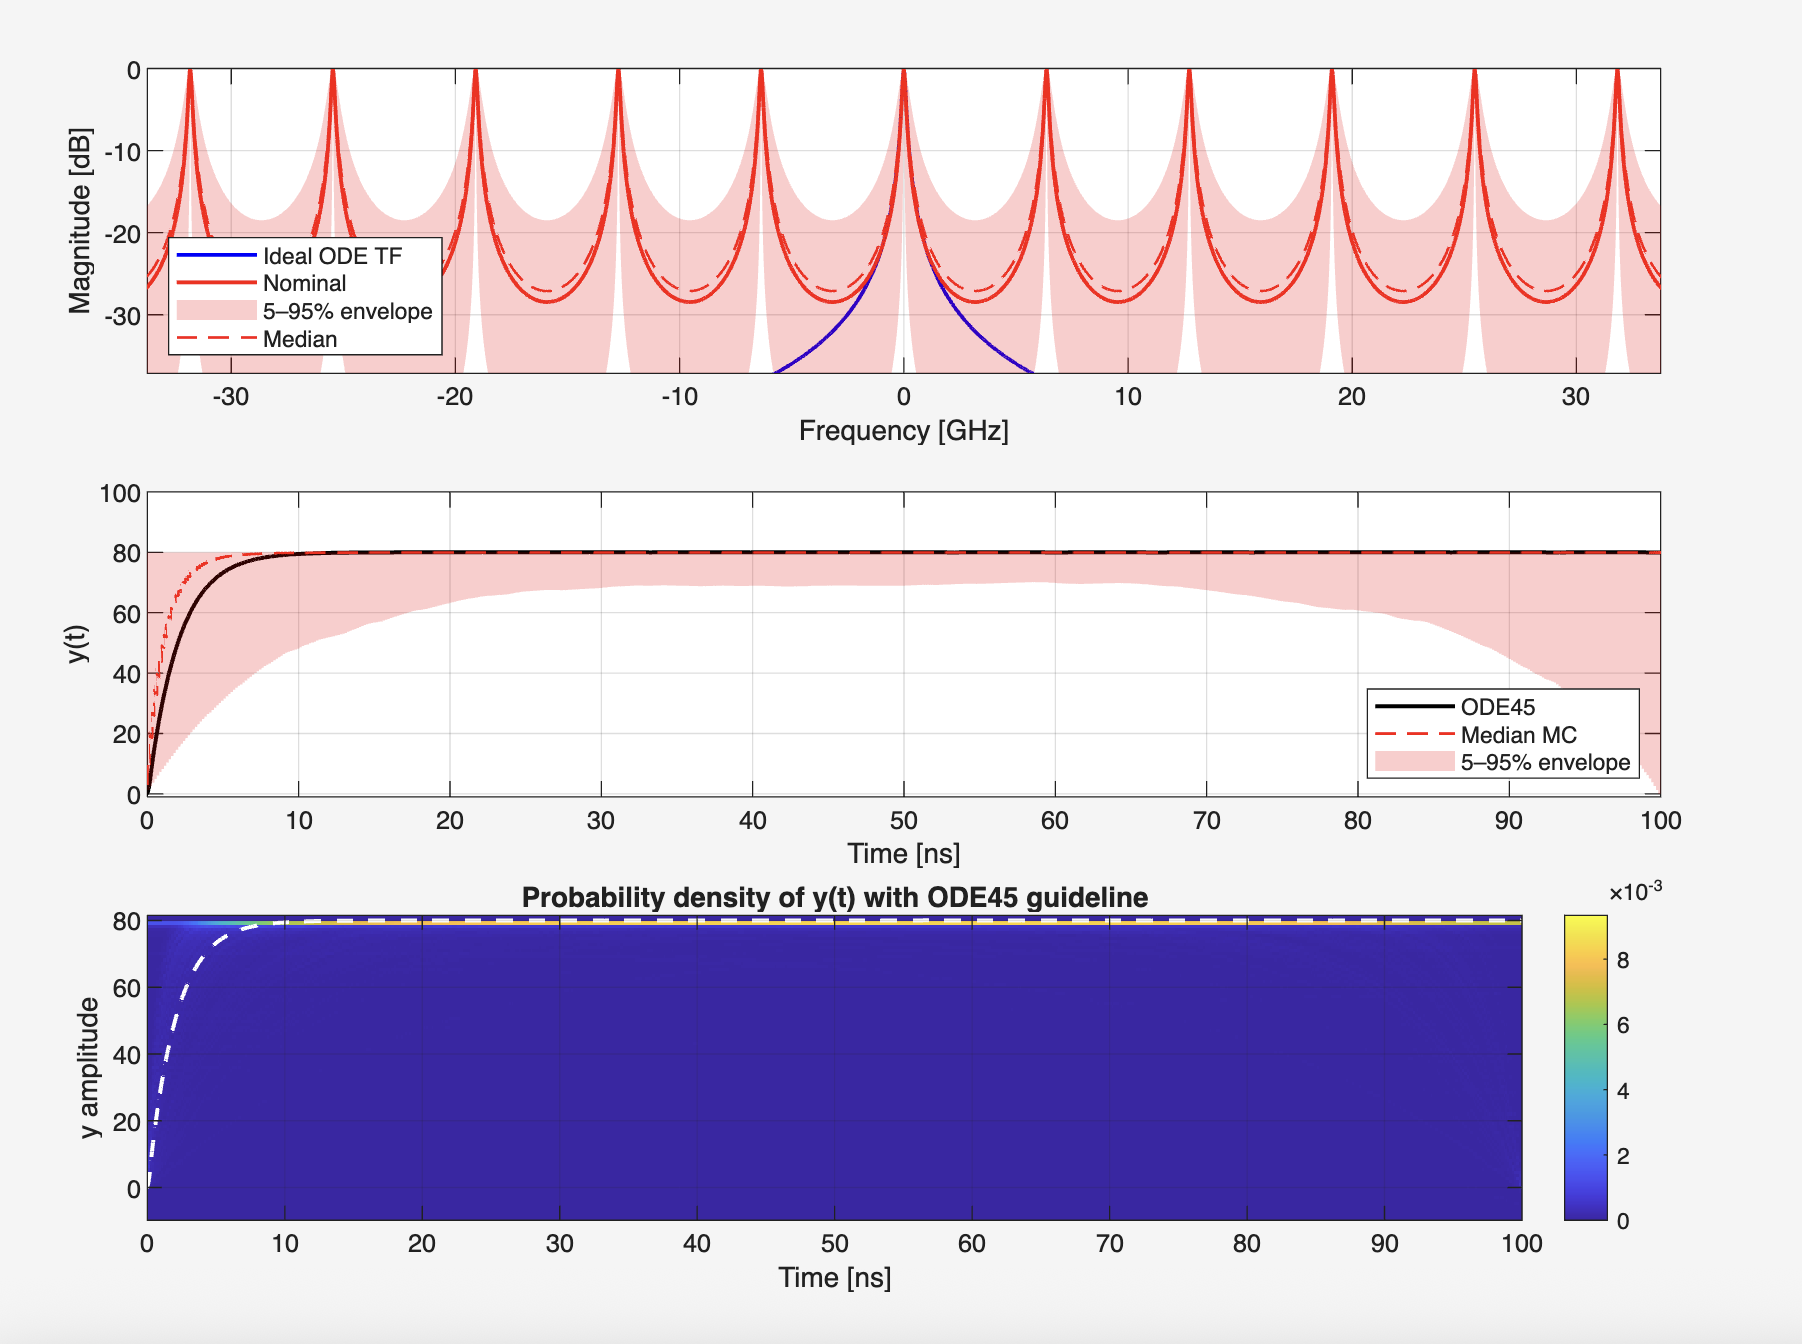 0
-10
-20
-30
Magnitude [dB]
Ideal ODE TF
Nominal
5–95% envelope
Median
-30 -20 -10 0 10 20 30
Frequency [GHz]
100
80
60
40
20
0
y(t)
ODE45
Median MC
5–95% envelope
0 10 20 30 40 50 60 70 80 90 100
Time [ns]
Probability density of y(t) with ODE45 guideline
×10-3
80
60
40
20
0
y amplitude
8
6
4
2
0
0 10 20 30 40 50 60 70 80 90 100
Time [ns]